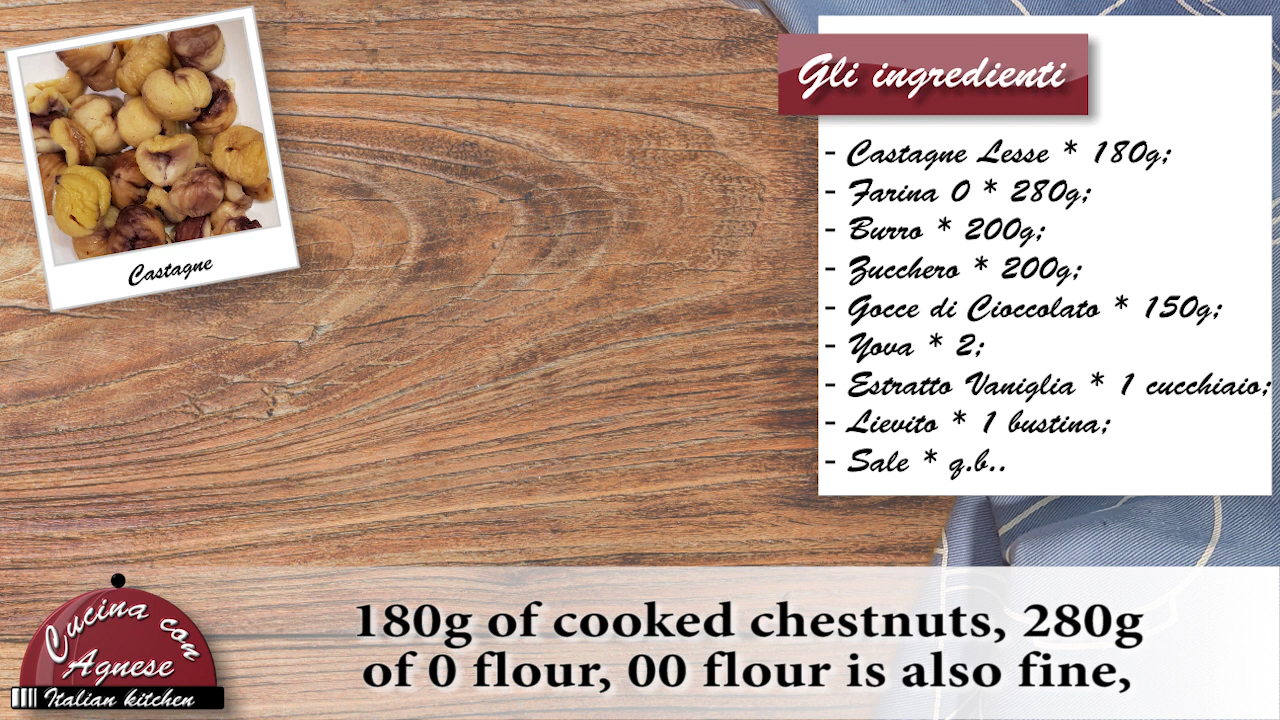 Castagne
Gli ingredienti
- Castagne Lesse * 180g;
- Farina 0 * 280g;
- Burro * 200g;
- Zucchero * 200g;
- Gocce di Cioccolato * 150g;
- Yova * 2;
- Estratto Vaniglia * 1 cucchiaio;
- Lievito * 1 bustina;
- Sale * q.b..
180g of cooked chestnuts, 280g
of 0 flour, 00 flour is also fine,
Cucina con
Agnese
Italian kitchen